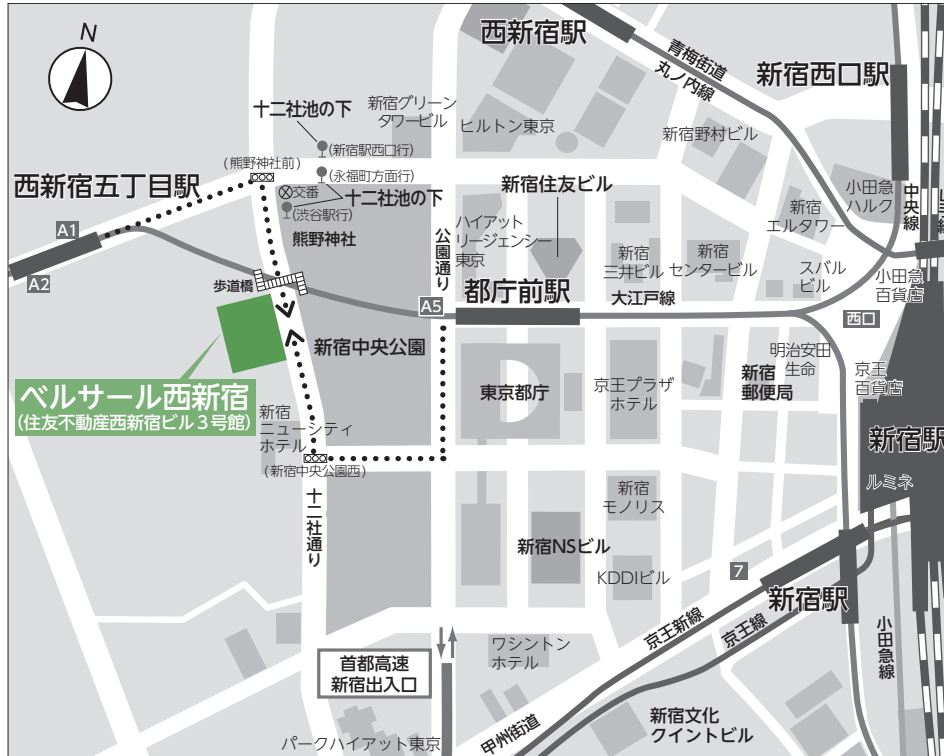 N
西新宿駅
青梅街道
丸ノ内線
新宿西口駅
十二社池の下
新宿グリーン
タワービル
ヒルトン東京
(新宿駅西口行)
新宿野村ビル
(熊野神社前)
(永福町方面行)
西新宿五丁目駅
交番
十二社池の下
新宿住友ビル
小田急
ハルク
中央線
(渋谷駅行)
ハイアット
リージェンシー
東京
公園通り
新宿
エルタワー
A1
熊野神社
新宿
三井ビル
新宿
センタービル
スバル
ビル
小田急
百貨店
A2
歩道橋
A5
都庁前駅
大江戸線
西口
新宿中央公園
明治安田
生命
ベルサール西新宿
(住友不動産西新宿ビル3号館)
東京都庁
京王プラザ
ホテル
新宿
郵便局
京王
百貨店
新宿
ニューシティ
ホテル
新宿駅
(新宿中央公園西)
ルミネ
十二社通り
新宿
モノリス
新宿NSビル
KDDIビル
7
新宿駅
京王新線
京王線
小田急線
ワシントン
ホテル
首都高速
新宿出入口
甲州街道
新宿文化
クイントビル
パークハイアット東京